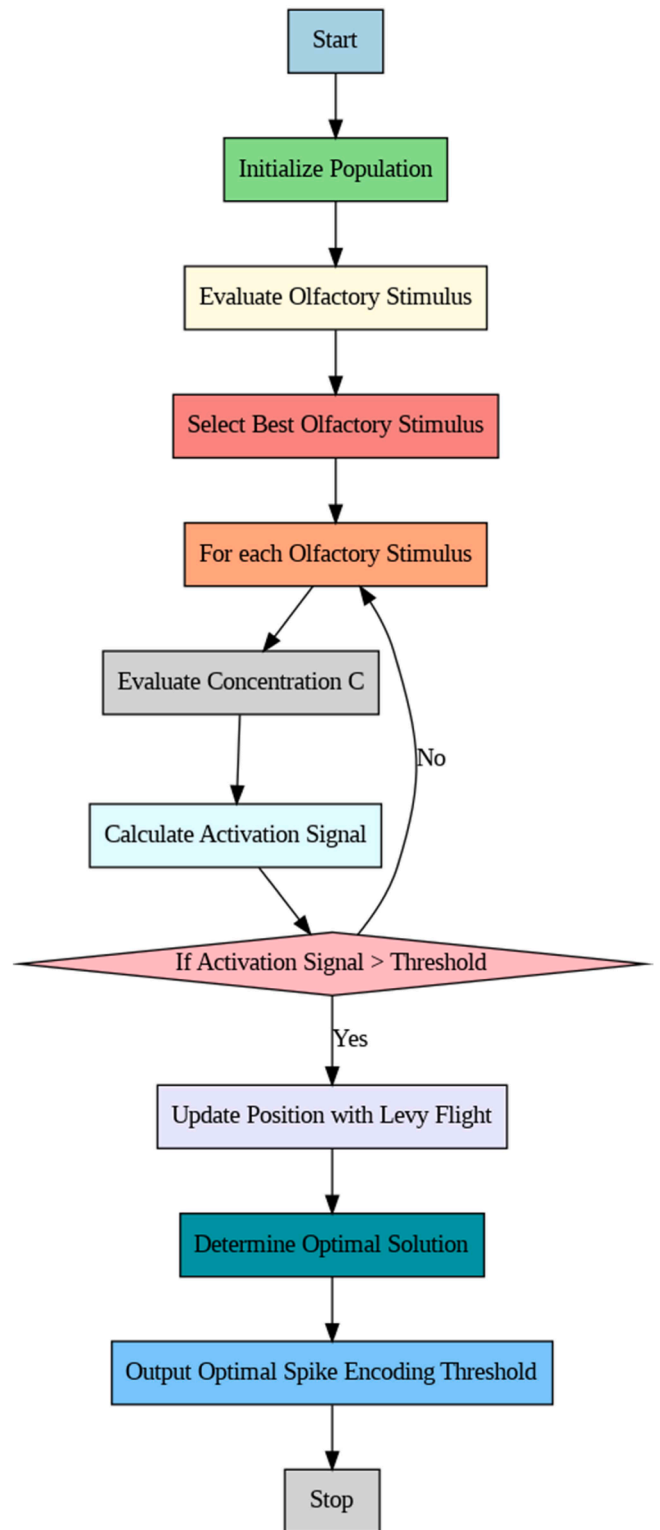 Start
Initialize Population
Evaluate Olfactory Stimulus
Select Best Olfactory Stimulus
For each Olfactory Stimulus
Evaluate Concentration C
No
Calculate Activation Signal
If Activation Signal > Threshold
Yes
Update Position with Levy Flight
Determine Optimal Solution
Output Optimal Spike Encoding Threshold
Stop